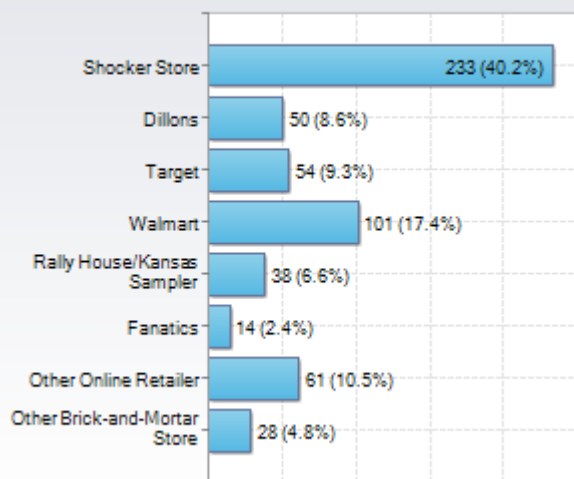 Shocker Store 233 (40.2%)
Dillons 50 (8.6%)
Target 54 (9.3%)
Walmart 101 (17.4%)
Rally House/Kansas
Sampler 38 (6.6%)
Fanatics 14 (2.4%)
Other Online Retailer 61 (10.5%)
Other Brick-and-Mortar
Store 28 (4.8%)